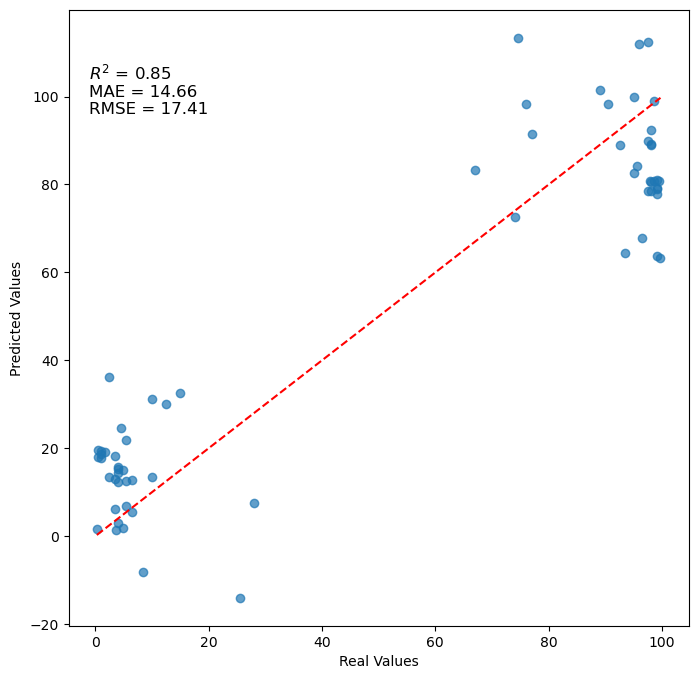 R² = 0.85
MAE = 14.66
RMSE = 17.41
100
80
60
40
20
0
−20
0 20 40 60 80 100
Predicted Values
Real Values